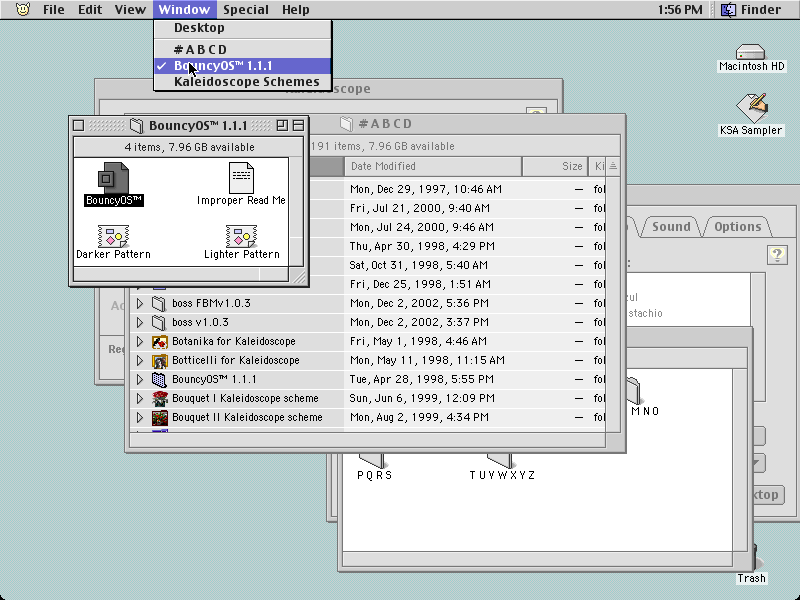 File Edit View Window Special Help 1:56 PM Finder
Desktop
#ABCD
✓ BouncyOS™ 1.1.1
Kaleidoscope Schemes
Macintosh HD
KSA Sampler
BouncyOS™ 1.1.1
4 items, 7.96 GB available
BouncyOS™
Improper Read Me
Darker Pattern
Lighter Pattern
#ABCD
191 items, 7.96 GB available
Date Modified Size Ki
Mon, Dec 29, 1997, 10:46 AM — fol
Fri, Jul 21, 2000, 9:40 AM — fol
Mon, Jul 24, 2000, 9:46 AM — fol
Thu, Apr 30, 1998, 4:29 PM — fol
Sat, Oct 31, 1998, 5:40 AM — fol
Fri, Dec 25, 1998, 1:51 AM — fol
boss FBMv1.0.3 Mon, Dec 2, 2002, 5:36 PM — fol
boss v1.0.3 Mon, Dec 2, 2002, 3:37 PM — fol
Botanika for Kaleidoscope Fri, May 1, 1998, 4:46 AM — fol
Botticelli for Kaleidoscope Mon, May 11, 1998, 11:15 AM — fol
BouncyOS™ 1.1.1 Tue, Apr 28, 1998, 5:55 PM — fol
Bouquet I Kaleidoscope scheme Sun, Jun 6, 1999, 12:09 PM — fol
Bouquet II Kaleidoscope scheme Mon, Aug 2, 1999, 4:34 PM — fol
Sound Options
?
zul
stachio
MNO
PQRS
TUVWXYZ
ktop
Trash